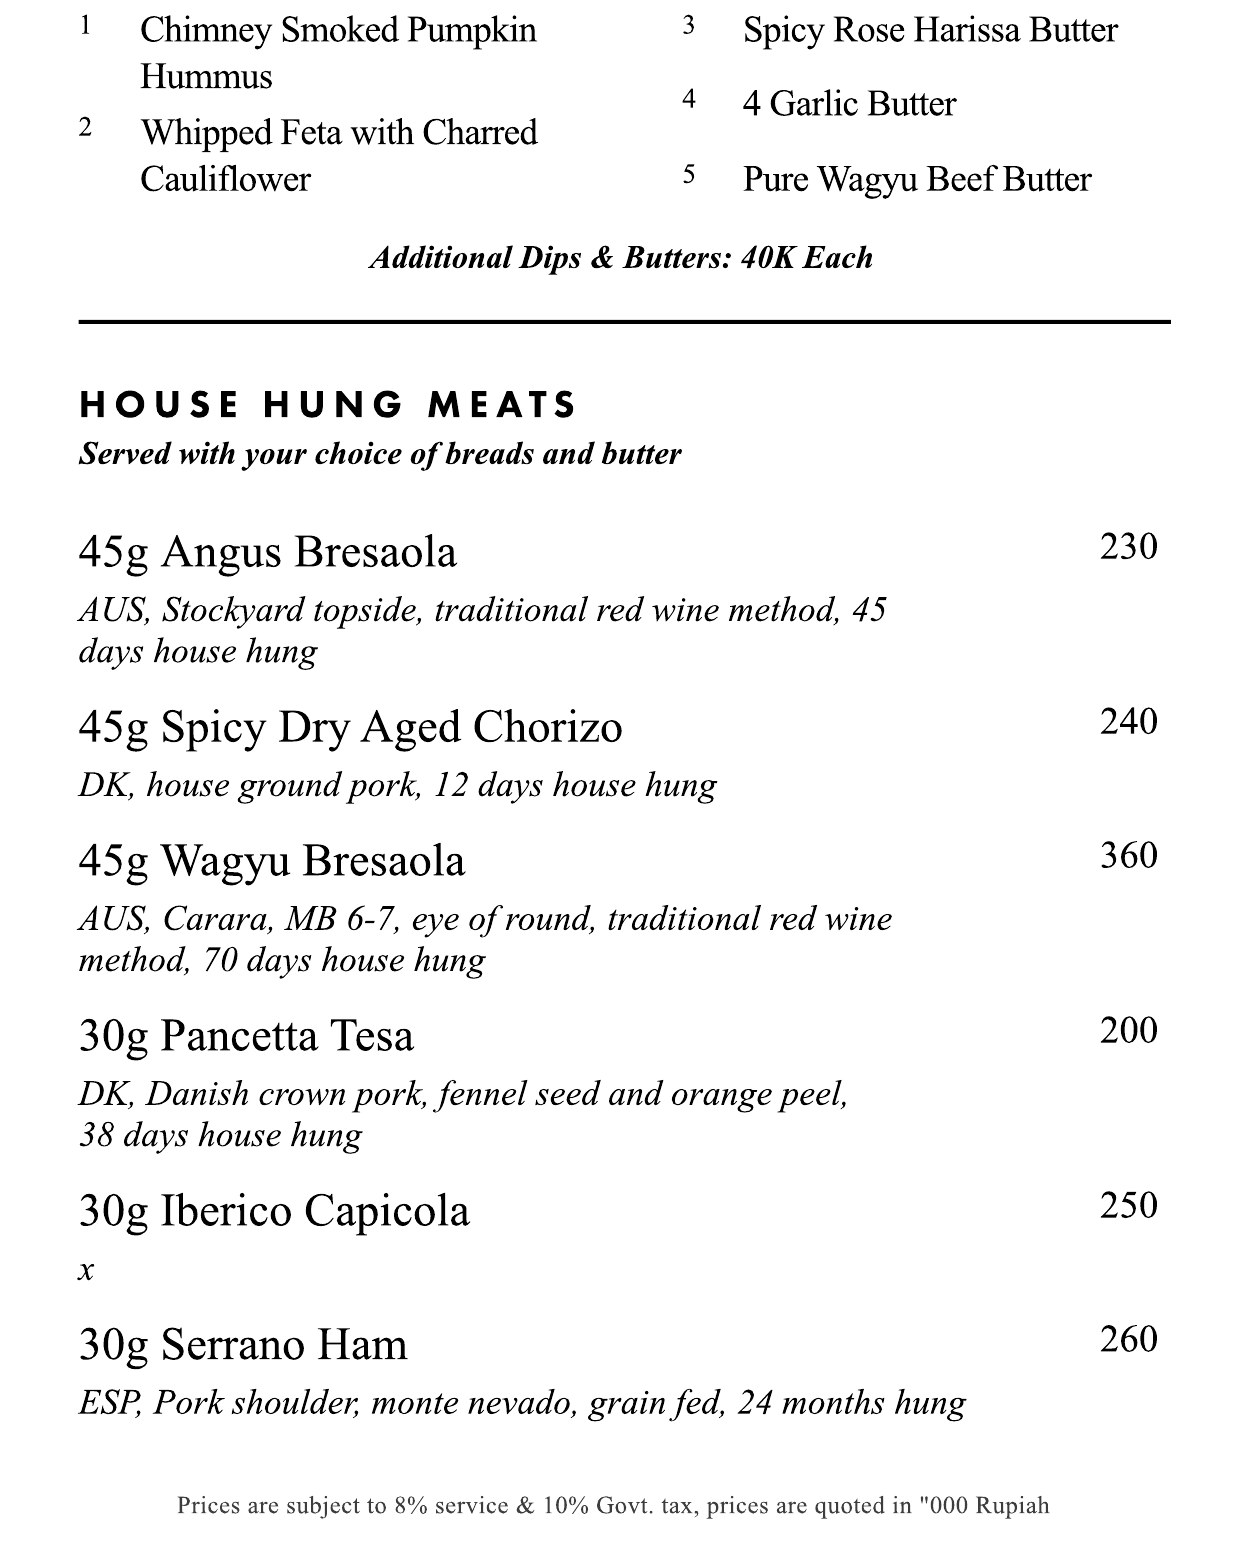 1 Chimney Smoked Pumpkin
Hummus
2 Whipped Feta with Charred
Cauliflower
3 Spicy Rose Harissa Butter
4 4 Garlic Butter
5 Pure Wagyu Beef Butter
Additional Dips & Butters: 40K Each
HOUSE HUNG MEATS
Served with your choice of breads and butter
45g Angus Bresaola 230
AUS, Stockyard topside, traditional red wine method, 45
days house hung
45g Spicy Dry Aged Chorizo 240
DK, house ground pork, 12 days house hung
45g Wagyu Bresaola 360
AUS, Carara, MB 6-7, eye of round, traditional red wine
method, 70 days house hung
30g Pancetta Tesa 200
DK, Danish crown pork, fennel seed and orange peel,
38 days house hung
30g Iberico Capicola 250
x
30g Serrano Ham 260
ESP, Pork shoulder, monte nevado, grain fed, 24 months hung
Prices are subject to 8% service & 10% Govt. tax, prices are quoted in "000 Rupiah